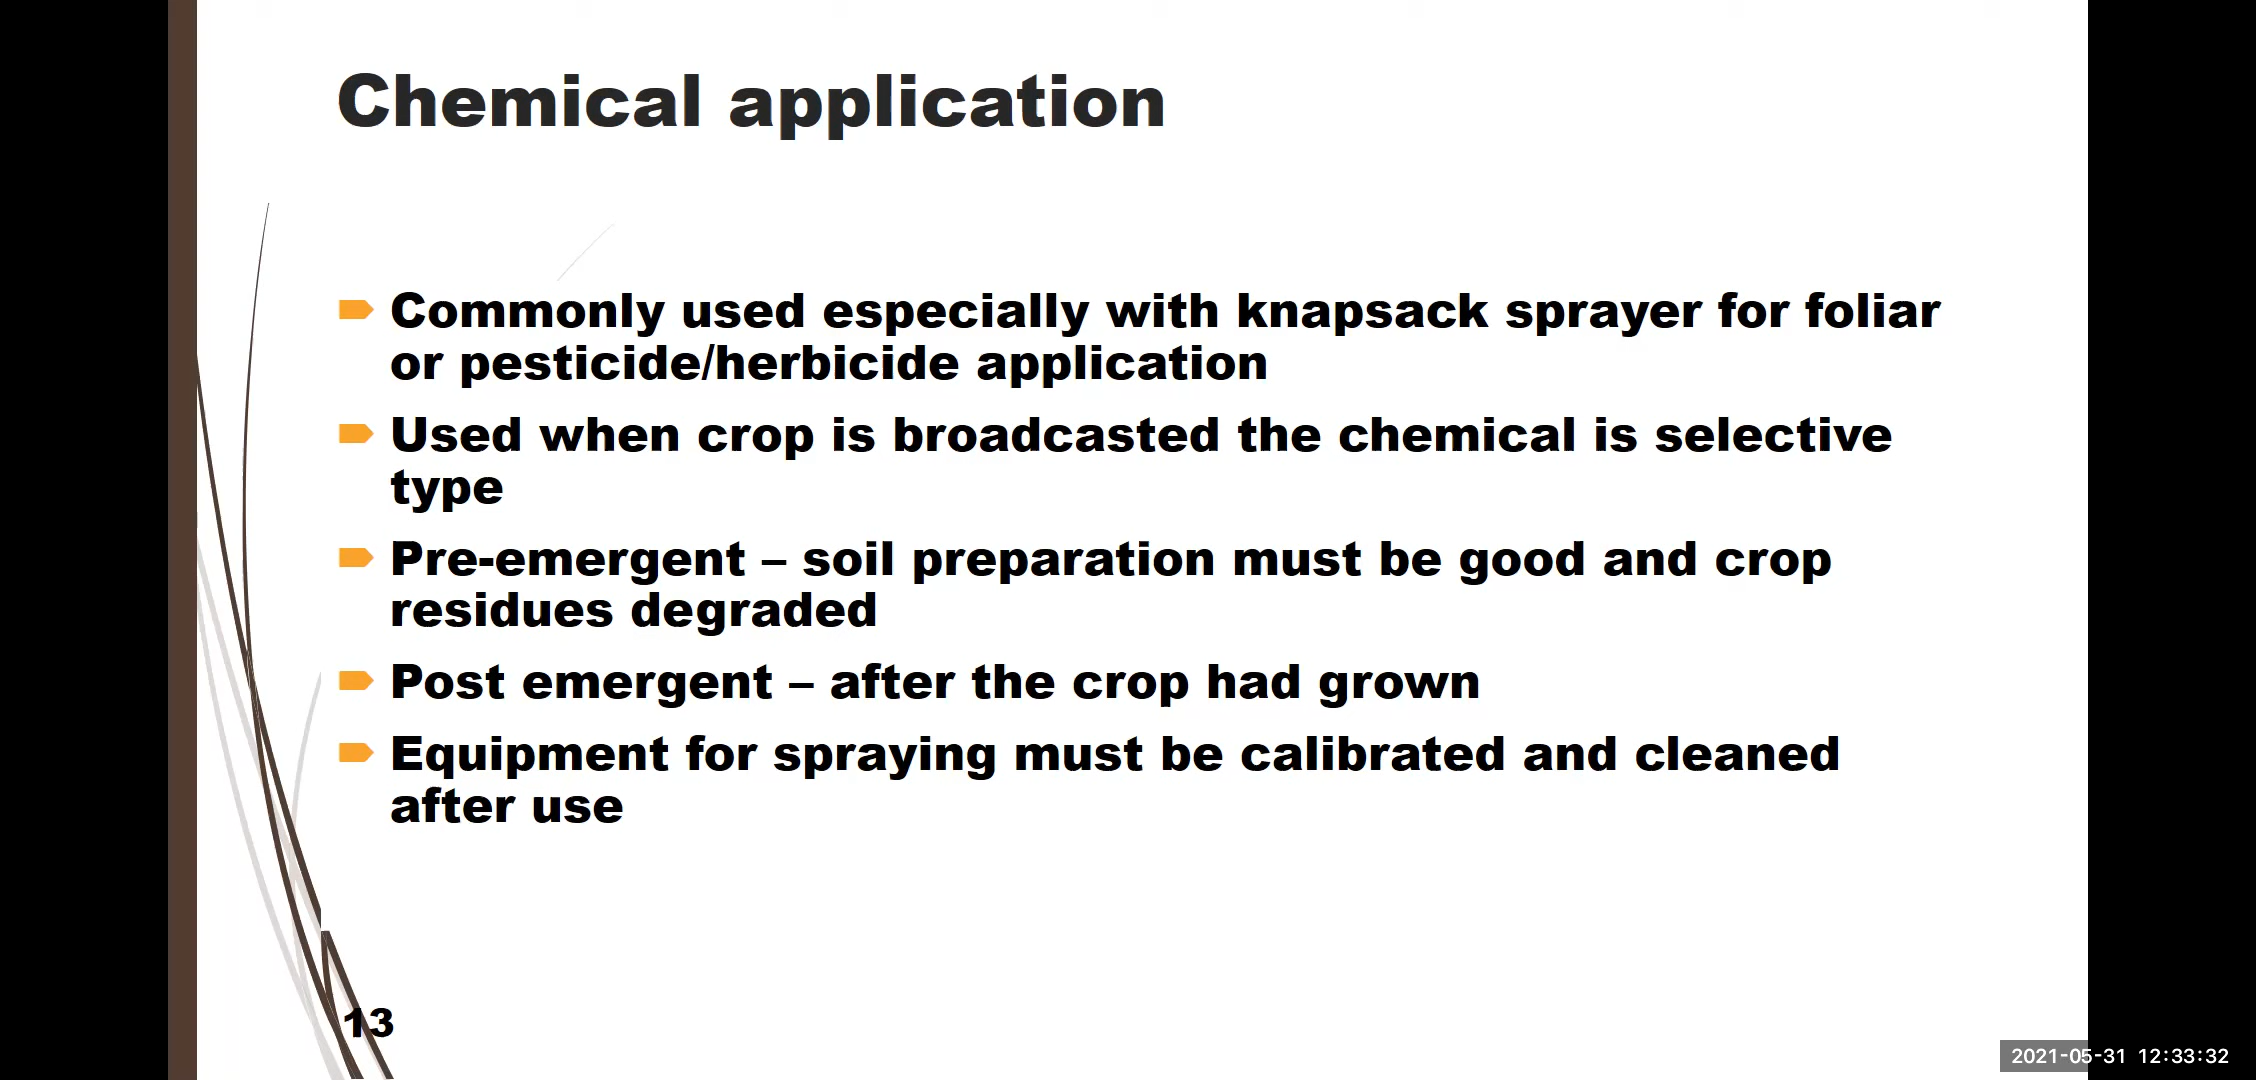 Chemical application
Commonly used especially with knapsack sprayer for foliar
or pesticide/herbicide application
Used when crop is broadcasted the chemical is selective
type
Pre-emergent – soil preparation must be good and crop
residues degraded
Post emergent – after the crop had grown
Equipment for spraying must be calibrated and cleaned
after use
13
2021-05-31 12:33:32